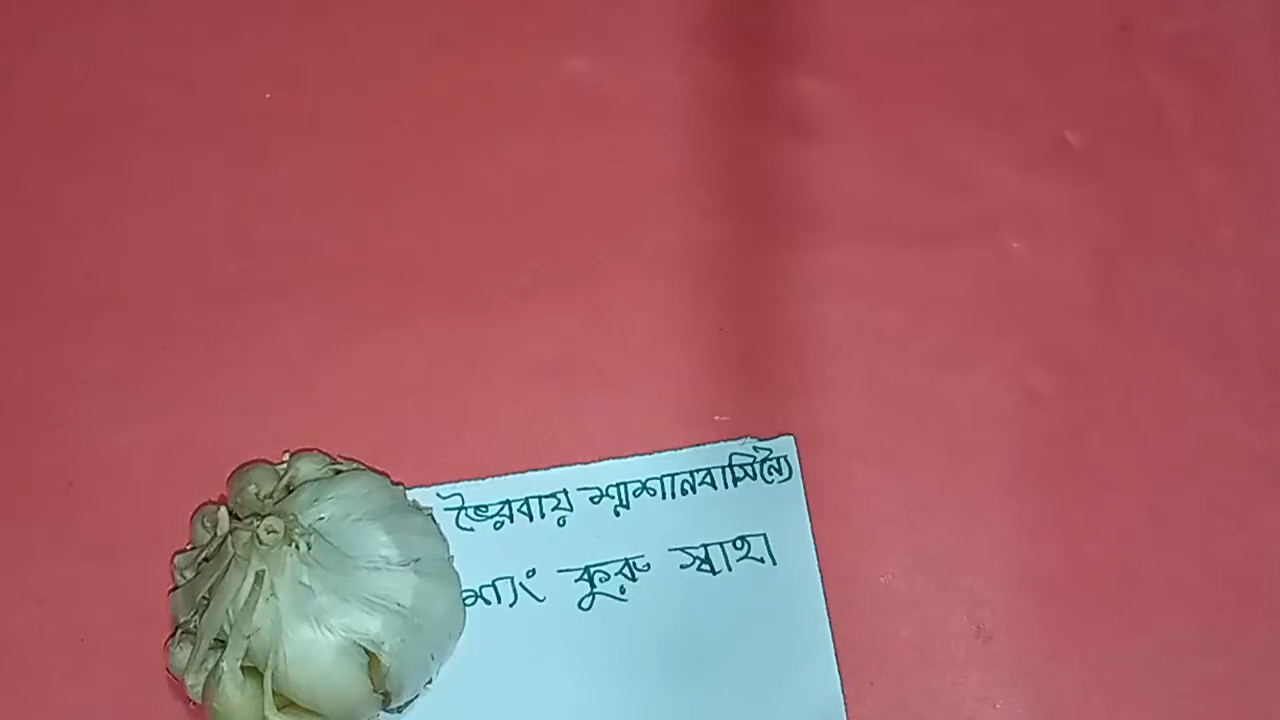 ভৈরবায় শ্মশানবাসিন্যৈ
কুরু স্বাহা